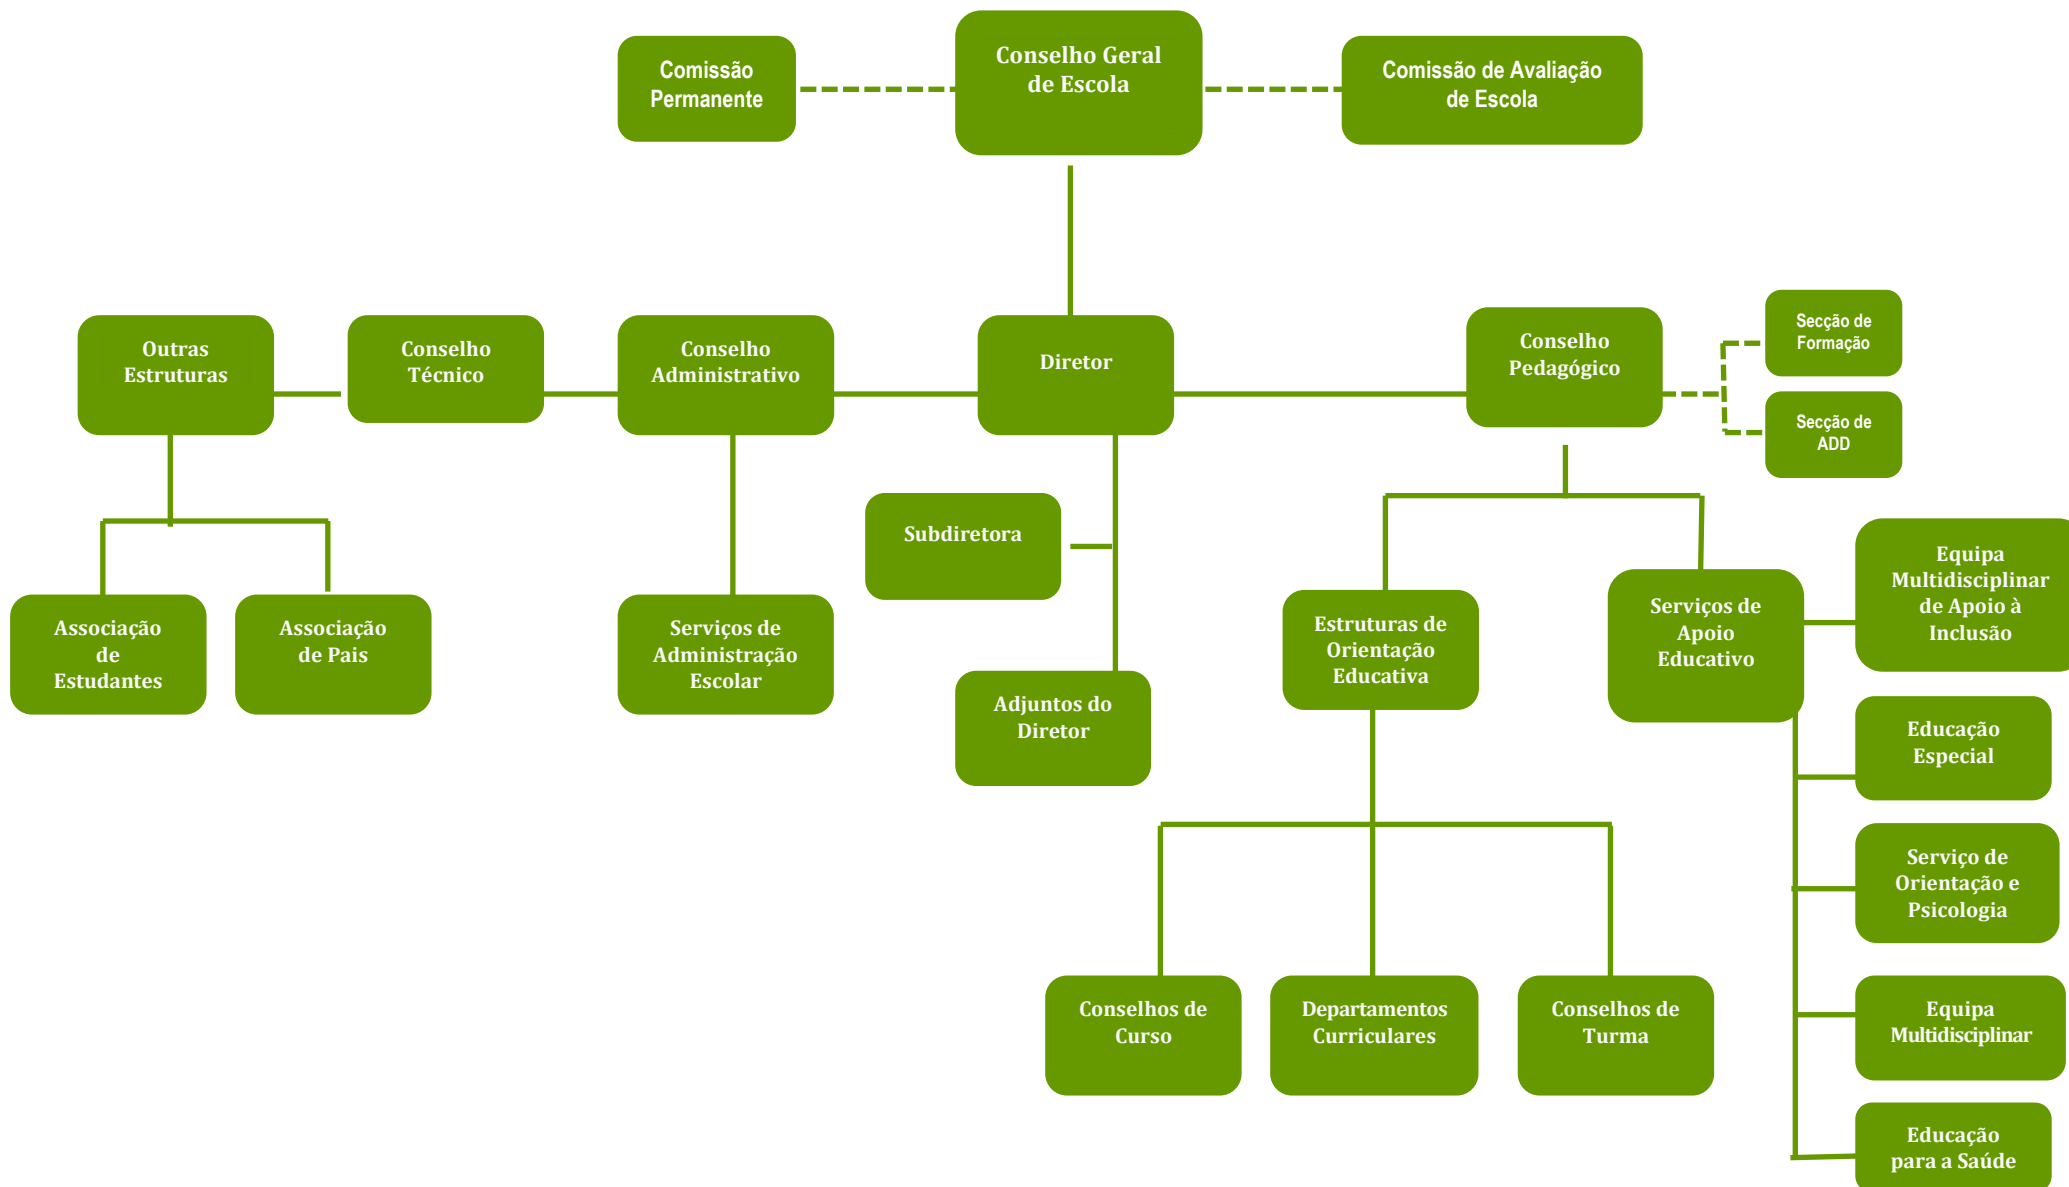 Comissão
Permanente
Conselho Geral
de Escola
Comissão de Avaliação
de Escola
Outras
Estruturas
Conselho
Técnico
Conselho
Administrativo
Diretor
Conselho
Pedagógico
Secção de
Formação
Secção de
ADD
Subdiretora
Adjuntos do
Diretor
Associação
de
Estudantes
Associação
de Pais
Serviços de
Administração
Escolar
Estruturas de
Orientação
Educativa
Serviços de
Apoio
Educativo
Equipa
Multidisciplinar
de Apoio à
Inclusão
Educação
Especial
Serviço de
Orientação e
Psicologia
Equipa
Multidisciplinar
Educação
para a Saúde
Conselhos de
Curso
Departamentos
Curriculares
Conselhos de
Turma